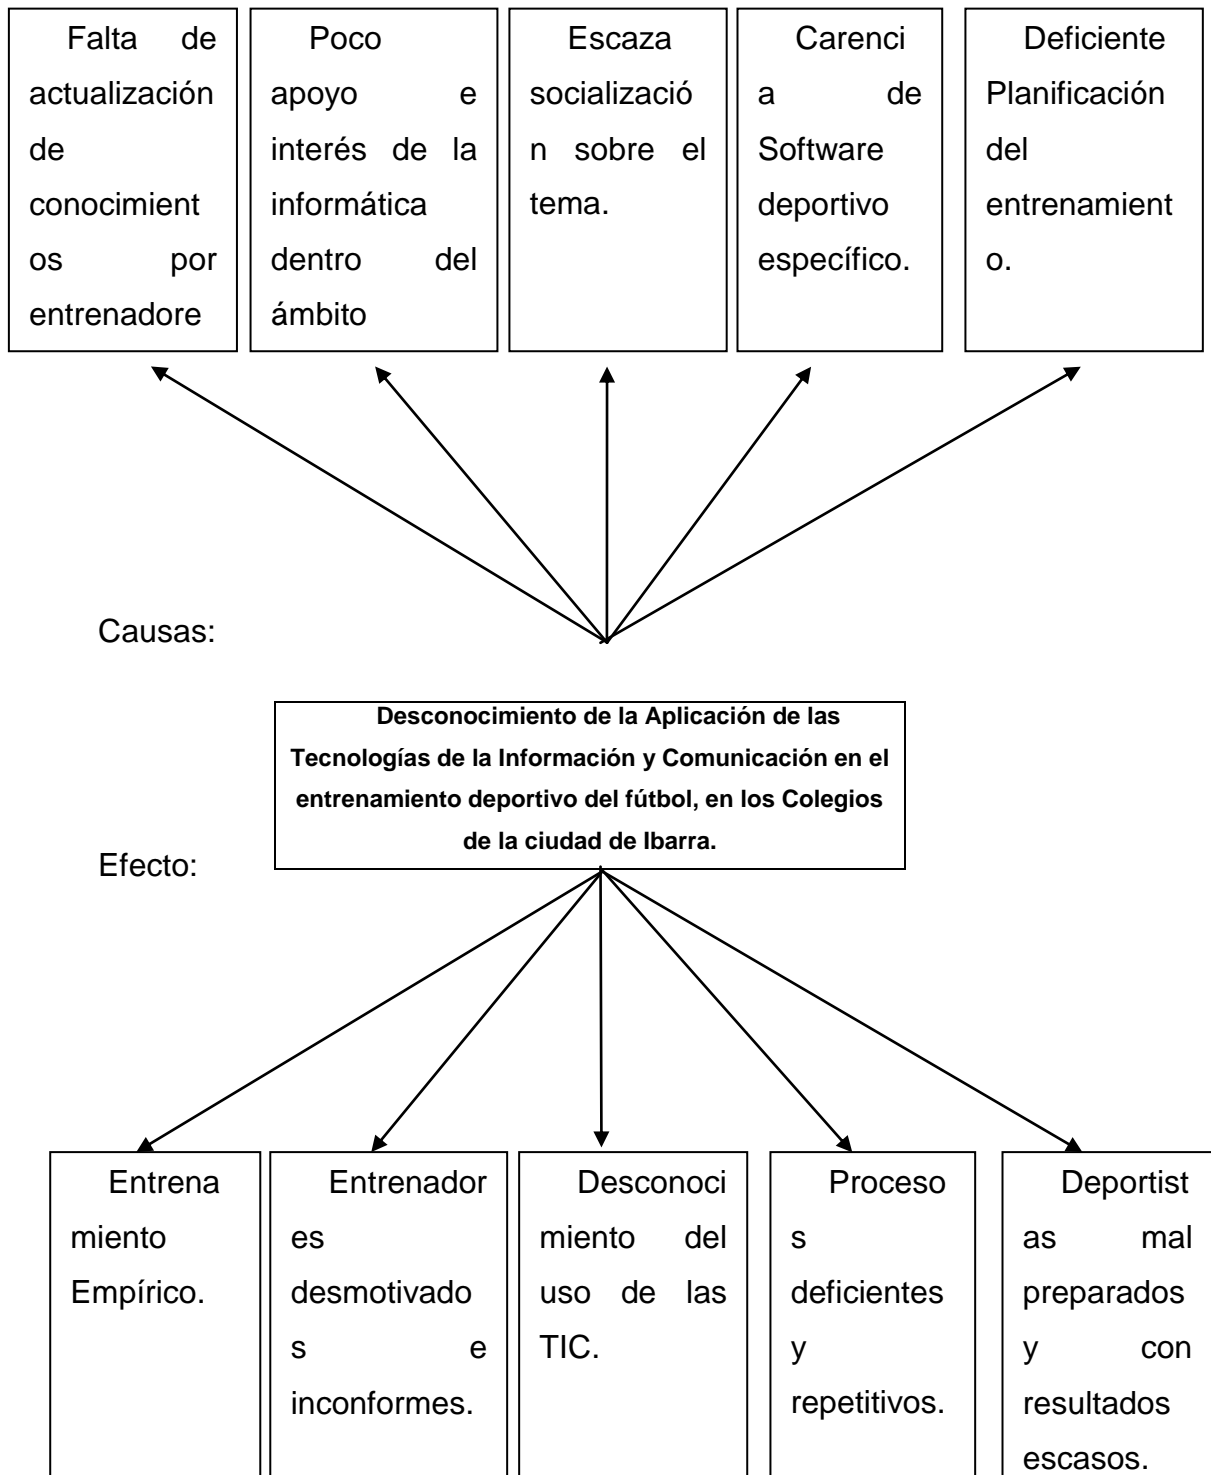 Falta de
actualización
de
conocimient
os por
entrenadore
Poco
apoyo e
interés de la
informática
dentro del
ámbito
Escaza
socializació
n sobre el
tema.
Carenci
a de
Software
deportivo
específico.
Deficiente
Planificación
del
entrenamient
o.
Causas:
Desconocimiento de la Aplicación de las
Tecnologías de la Información y Comunicación en el
entrenamiento deportivo del fútbol, en los Colegios
de la ciudad de Ibarra.
Efecto:
Entrena
miento
Empírico.
Entrenador
es
desmotivado
s e
inconformes.
Desconoci
miento del
uso de las
TIC.
Proceso
s
deficientes
y
repetitivos.
Deportist
as mal
preparados
y con
resultados
escasos.